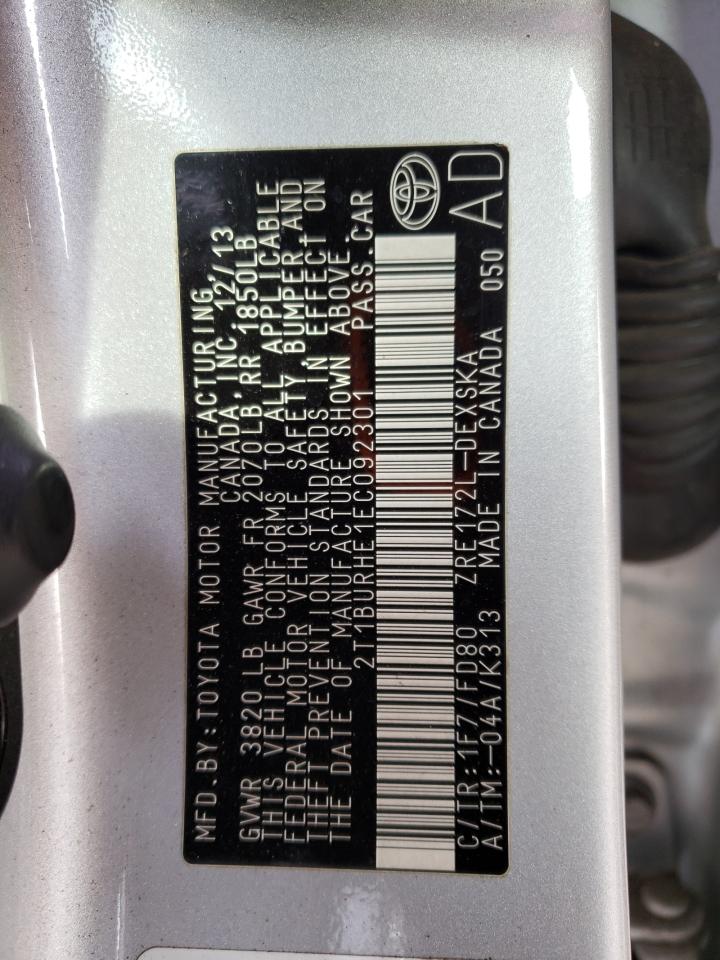 MFD.BY:TOYOTA MOTOR MANUFACTURING,
CANADA,INC. 12/13
GVWR 3820 LB GAWR FR 2070LB RR 1850LB
THIS VEHICLE CONFORMS TO ALL APPLICABLE
FEDERAL MOTOR VEHICLE SAFETY, BUMPER,AND
THEFT PREVENTION STANDARDS IN EFFECT ON
THE DATE OF MANUFACTURE SHOWN ABOVE.
2T1BURHE1EC092301 PASS.CAR
C/TR:1F7/FD80 ZRE172L-DEXSKA
A/TM:-04A/K313 MADE IN CANADA 050
AD